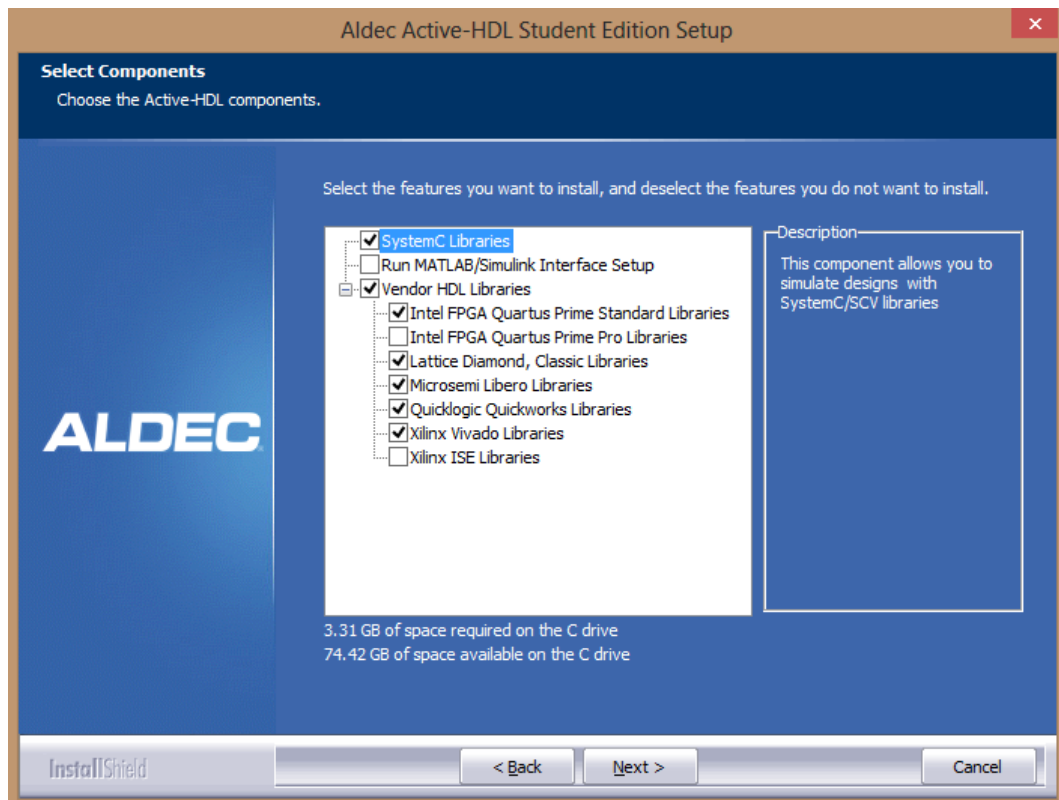 Aldec Active-HDL Student Edition Setup
Select Components
Choose the Active-HDL components.
Select the features you want to install, and deselect the features you do not want to install.
SystemC Libraries
Run MATLAB/Simulink Interface Setup
Vendor HDL Libraries
Intel FPGA Quartus Prime Standard Libraries
Intel FPGA Quartus Prime Pro Libraries
Lattice Diamond, Classic Libraries
Microsemi Libero Libraries
Quicklogic Quickworks Libraries
Xilinx Vivado Libraries
Xilinx ISE Libraries
Description
This component allows you to
simulate designs with
SystemC/SCV libraries
ALDEC
3.31 GB of space required on the C drive
74.42 GB of space available on the C drive
InstallShield
< Back
Next >
Cancel